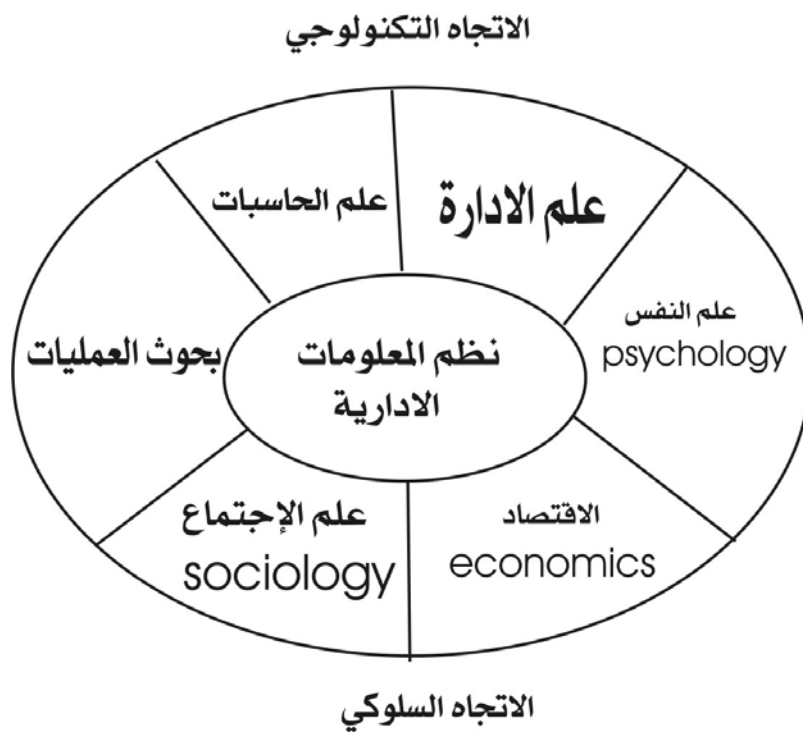 الاتجاه التكنولوجي
علم الادارة
علم الحاسبات
علم النفس
psychology
نظم المعلومات
الادارية
بحوث العمليات
الاقتصاد
economics
علم الإجتماع
sociology
الاتجاه السلوكي